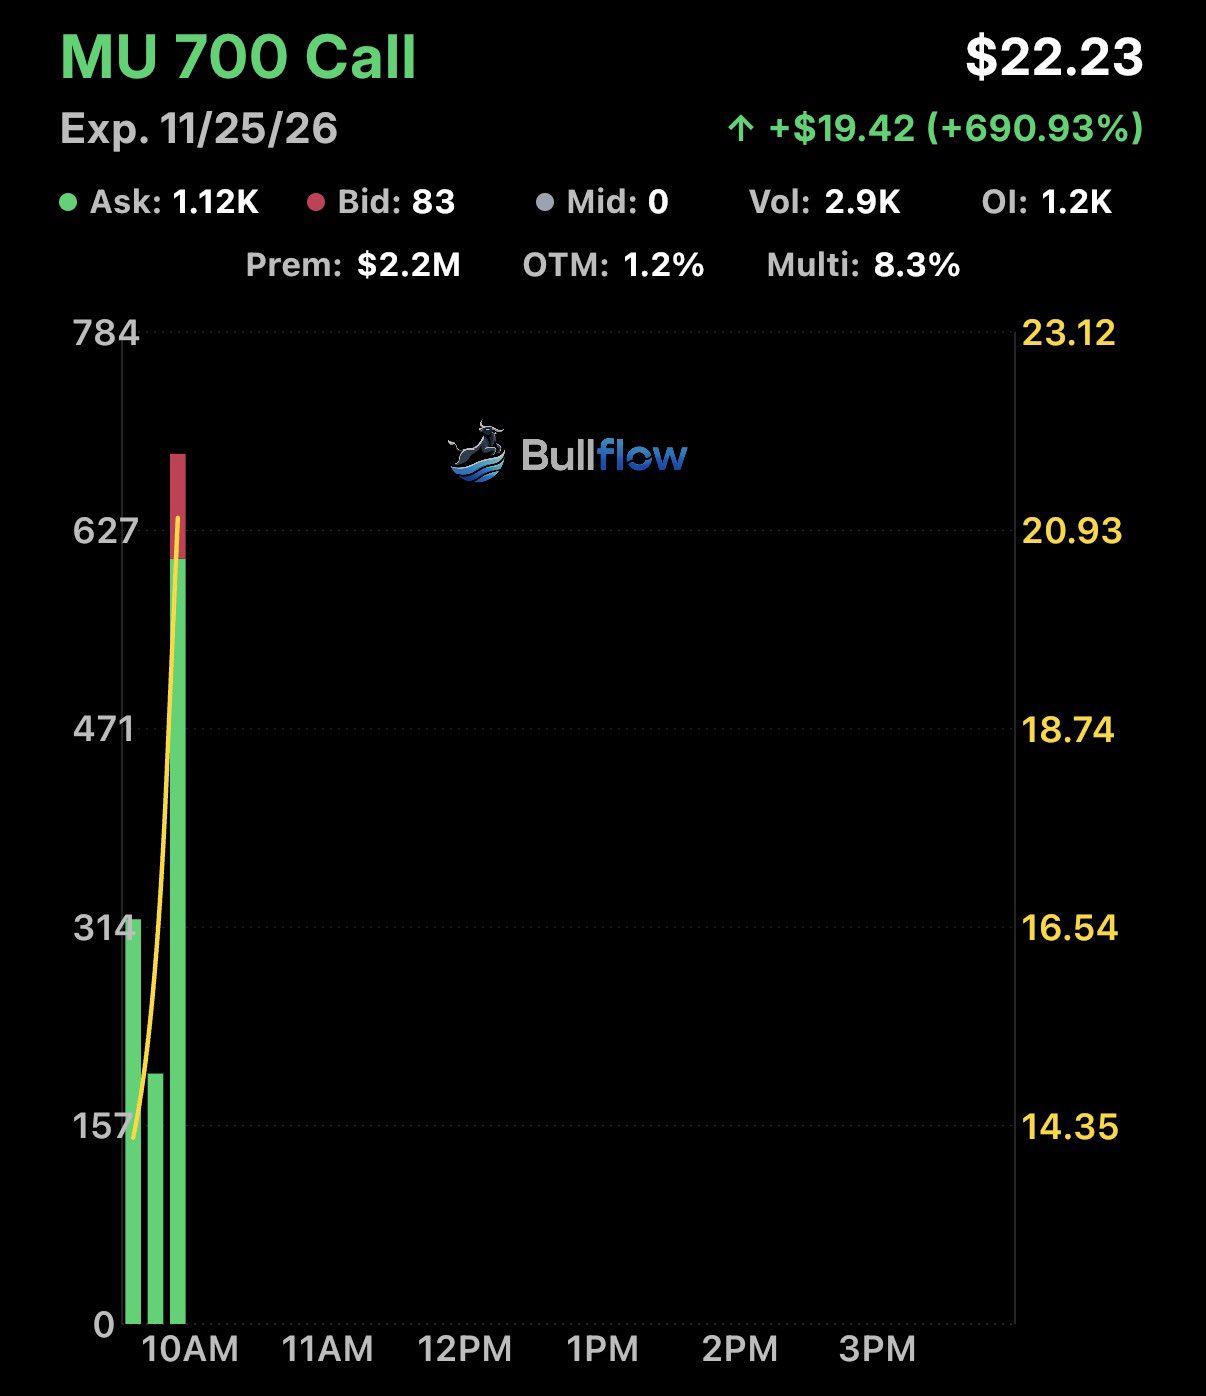 MU 700 Call $22.23
Exp. 11/25/26 ↑ +$19.42 (+690.93%)
Ask: 1.12K Bid: 83 Mid: 0 Vol: 2.9K OI: 1.2K
Prem: $2.2M OTM: 1.2% Multi: 8.3%
784 23.12
Bullflow
627 20.93
471 18.74
314 16.54
157 14.35
0
10AM 11AM 12PM 1PM 2PM 3PM